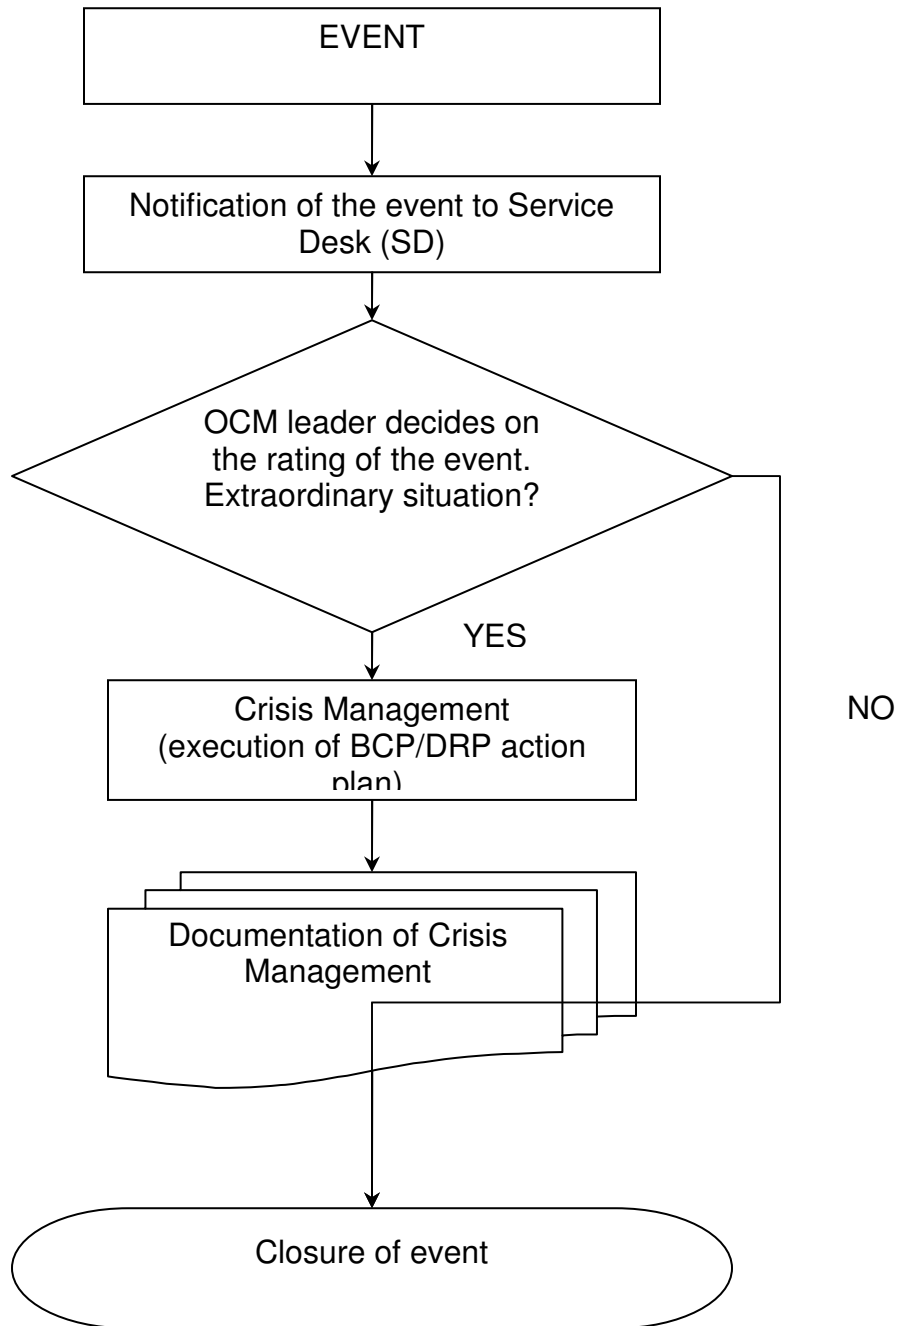 EVENT
Notification of the event to Service
Desk (SD)
OCM leader decides on
the rating of the event.
Extraordinary situation?
YES
NO
Crisis Management
(execution of BCP/DRP action
plan)
Documentation of Crisis
Management
Closure of event